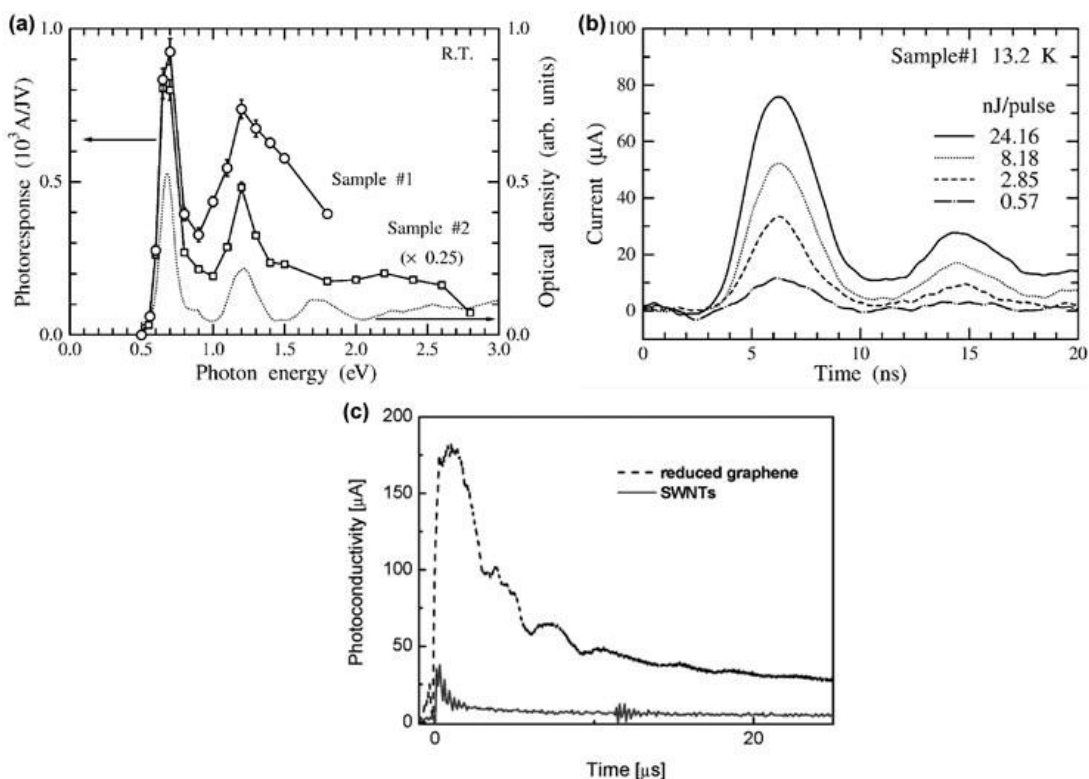 (a)
1.0
0.5
0.0
Photoresponse (10³ A/JV)
R.T.
Sample #1
Sample #2
(× 0.25)
1.0
0.5
0.0
Optical density (arb. units)
0.0 0.5 1.0 1.5 2.0 2.5 3.0
Photon energy (eV)
(b)
100
80
60
40
20
0
Current (μA)
Sample#1 13.2 K
nJ/pulse
24.16
8.18
2.85
0.57
0 5 10 15 20
Time (ns)
(c)
200
150
100
50
0
Photoconductivity [μA]
reduced graphene
SWNTs
0 20
Time [μs]